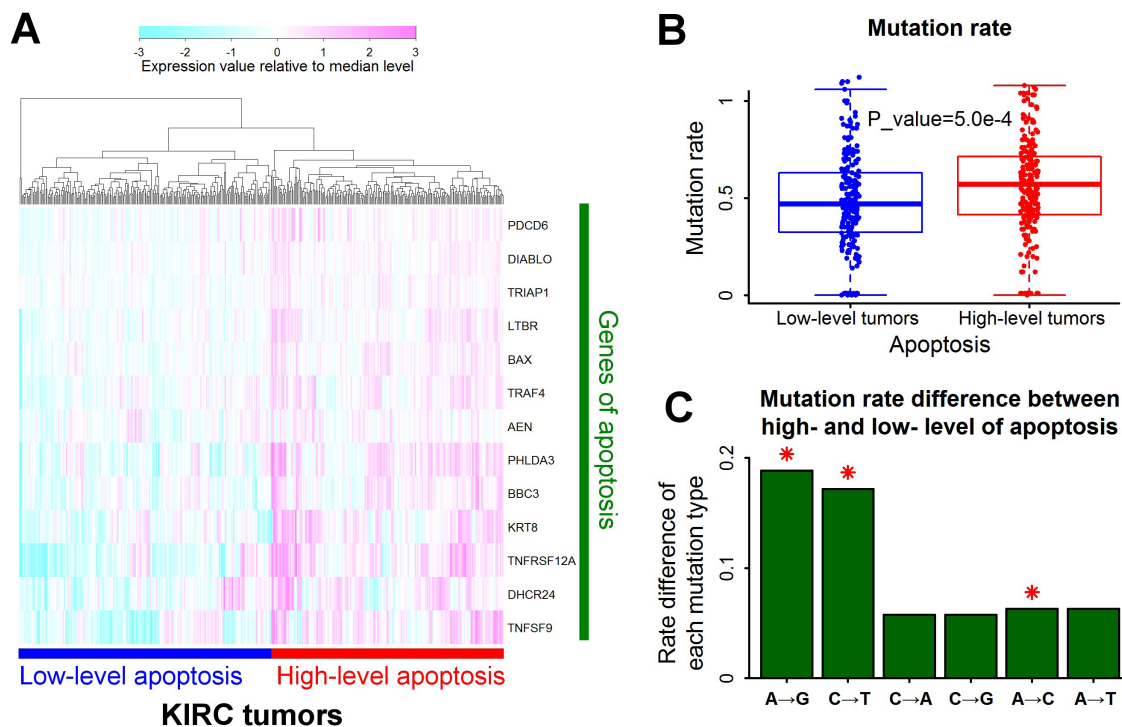 A
-3 -2 -1 0 1 2 3
Expression value relative to median level
PDCD6
DIABLO
TRIAP1
LTBR
BAX
TRAF4
AEN
PHLDA3
BBC3
KRT8
TNFRSF12A
DHCR24
TNFSF9
Genes of apoptosis
Low-level apoptosis High-level apoptosis
KIRC tumors
B
Mutation rate
P_value=5.0e-4
Mutation rate
1
0.5
0
Low-level tumors High-level tumors
Apoptosis
C
Mutation rate difference between
high- and low- level of apoptosis
Rate difference of
each mutation type
0.2
0.1
0
* * *
A→G C→T C→A C→G A→C A→T